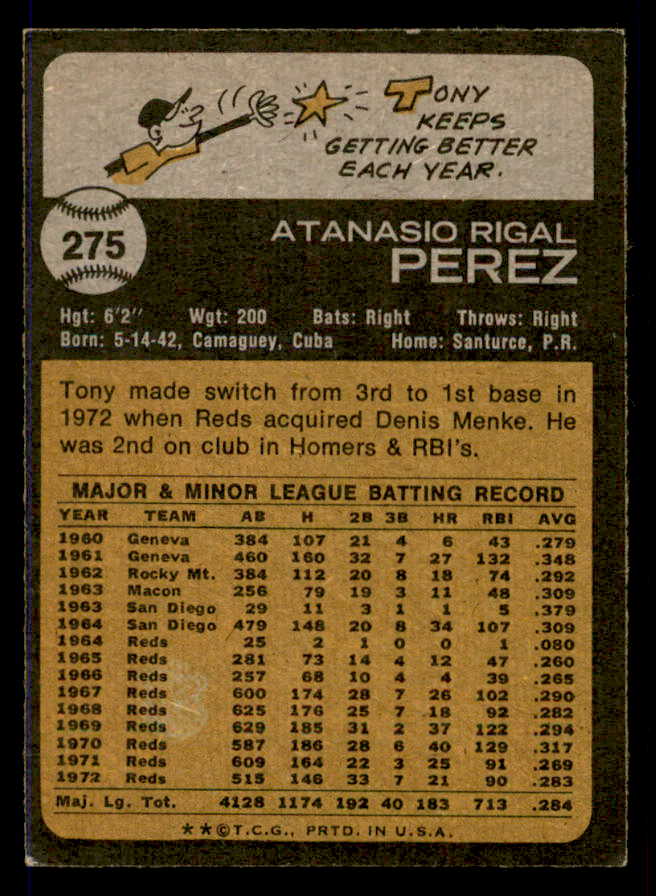 TONY
KEEPS
GETTING BETTER
EACH YEAR.
275
ATANASIO RIGAL
PEREZ
Hgt: 6'2" Wgt: 200 Bats: Right Throws: Right
Born: 5-14-42, Camaguey, Cuba Home: Santurce, P.R.
Tony made switch from 3rd to 1st base in
1972 when Reds acquired Denis Menke. He
was 2nd on club in Homers & RBI's.
MAJOR & MINOR LEAGUE BATTING RECORD
YEAR TEAM AB H 2B 3B HR RBI AVG
1960 Geneva 384 107 21 4 6 43 .279
1961 Geneva 460 160 32 7 27 132 .348
1962 Rocky Mt. 384 112 20 8 18 74 .292
1963 Macon 256 79 19 3 11 48 .309
1963 San Diego 29 11 3 1 1 5 .379
1964 San Diego 479 148 20 8 34 107 .309
1964 Reds 25 2 1 0 0 1 .080
1965 Reds 281 73 14 4 12 47 .260
1966 Reds 257 68 10 4 4 39 .265
1967 Reds 600 174 28 7 26 102 .290
1968 Reds 625 176 25 7 18 92 .282
1969 Reds 629 185 31 2 37 122 .294
1970 Reds 587 186 28 6 40 129 .317
1971 Reds 609 164 22 3 25 91 .269
1972 Reds 515 146 33 7 21 90 .283
Maj. Lg. Tot. 4128 1174 192 40 183 713 .284
**©T.C.G., PRTD. IN U.S.A.